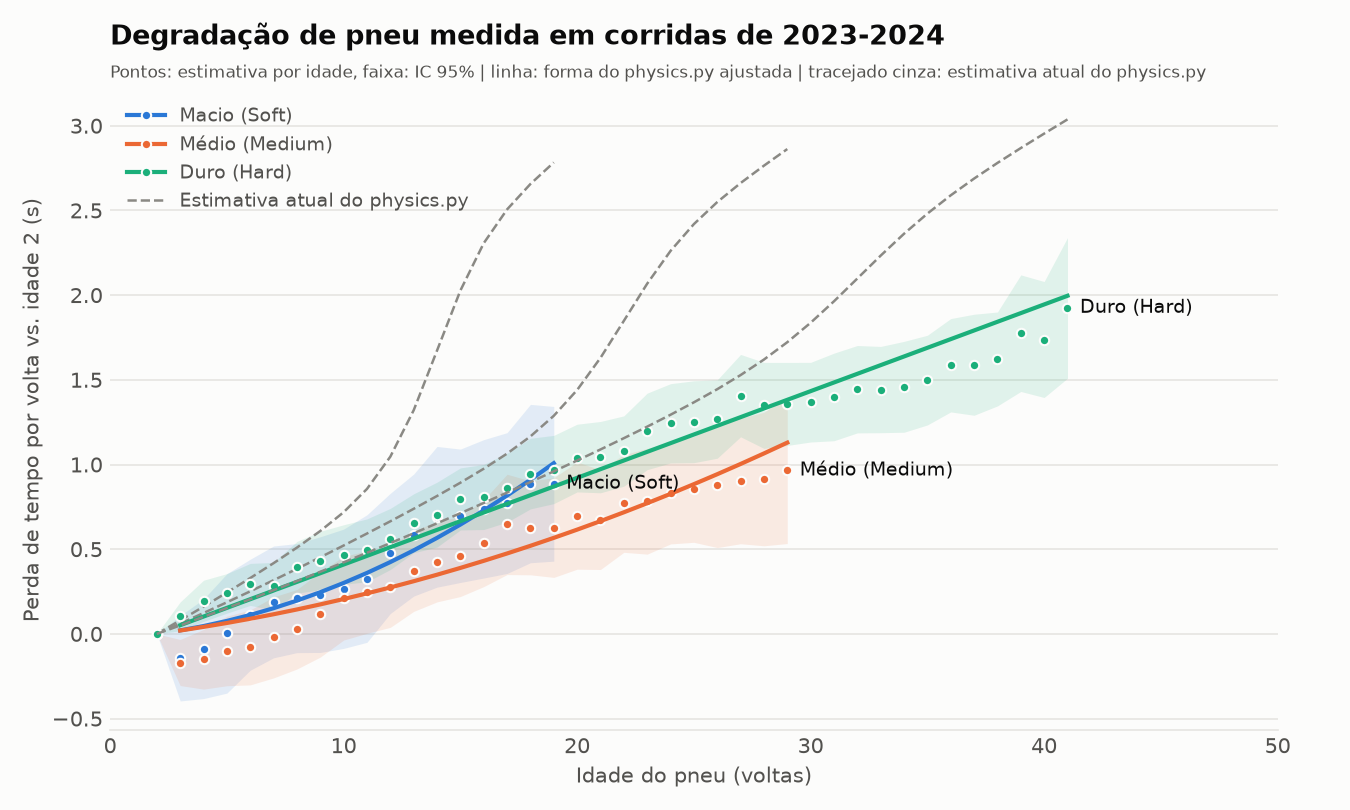 Degradação de pneu medida em corridas de 2023-2024
Pontos: estimativa por idade, faixa: IC 95% | linha: forma do physics.py ajustada | tracejado cinza: estimativa atual do physics.py
Macio (Soft)
Médio (Medium)
Duro (Hard)
Estimativa atual do physics.py
Perda de tempo por volta vs. idade 2 (s)
3.0
2.5
2.0
1.5
1.0
0.5
0.0
−0.5
Duro (Hard)
Médio (Medium)
Macio (Soft)
0 10 20 30 40 50
Idade do pneu (voltas)